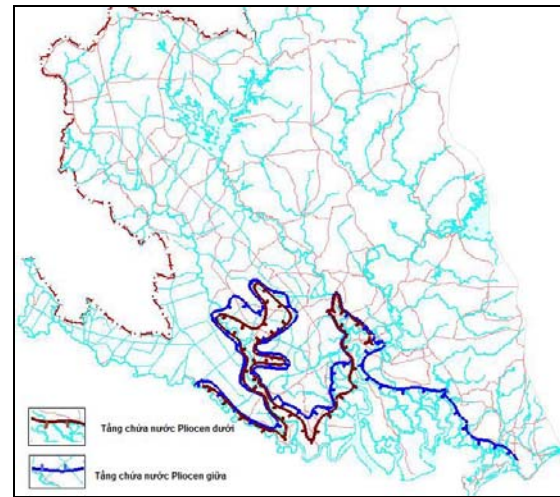 Tầng chứa nước Pliocen dưới
Tầng chứa nước Pliocen giữa